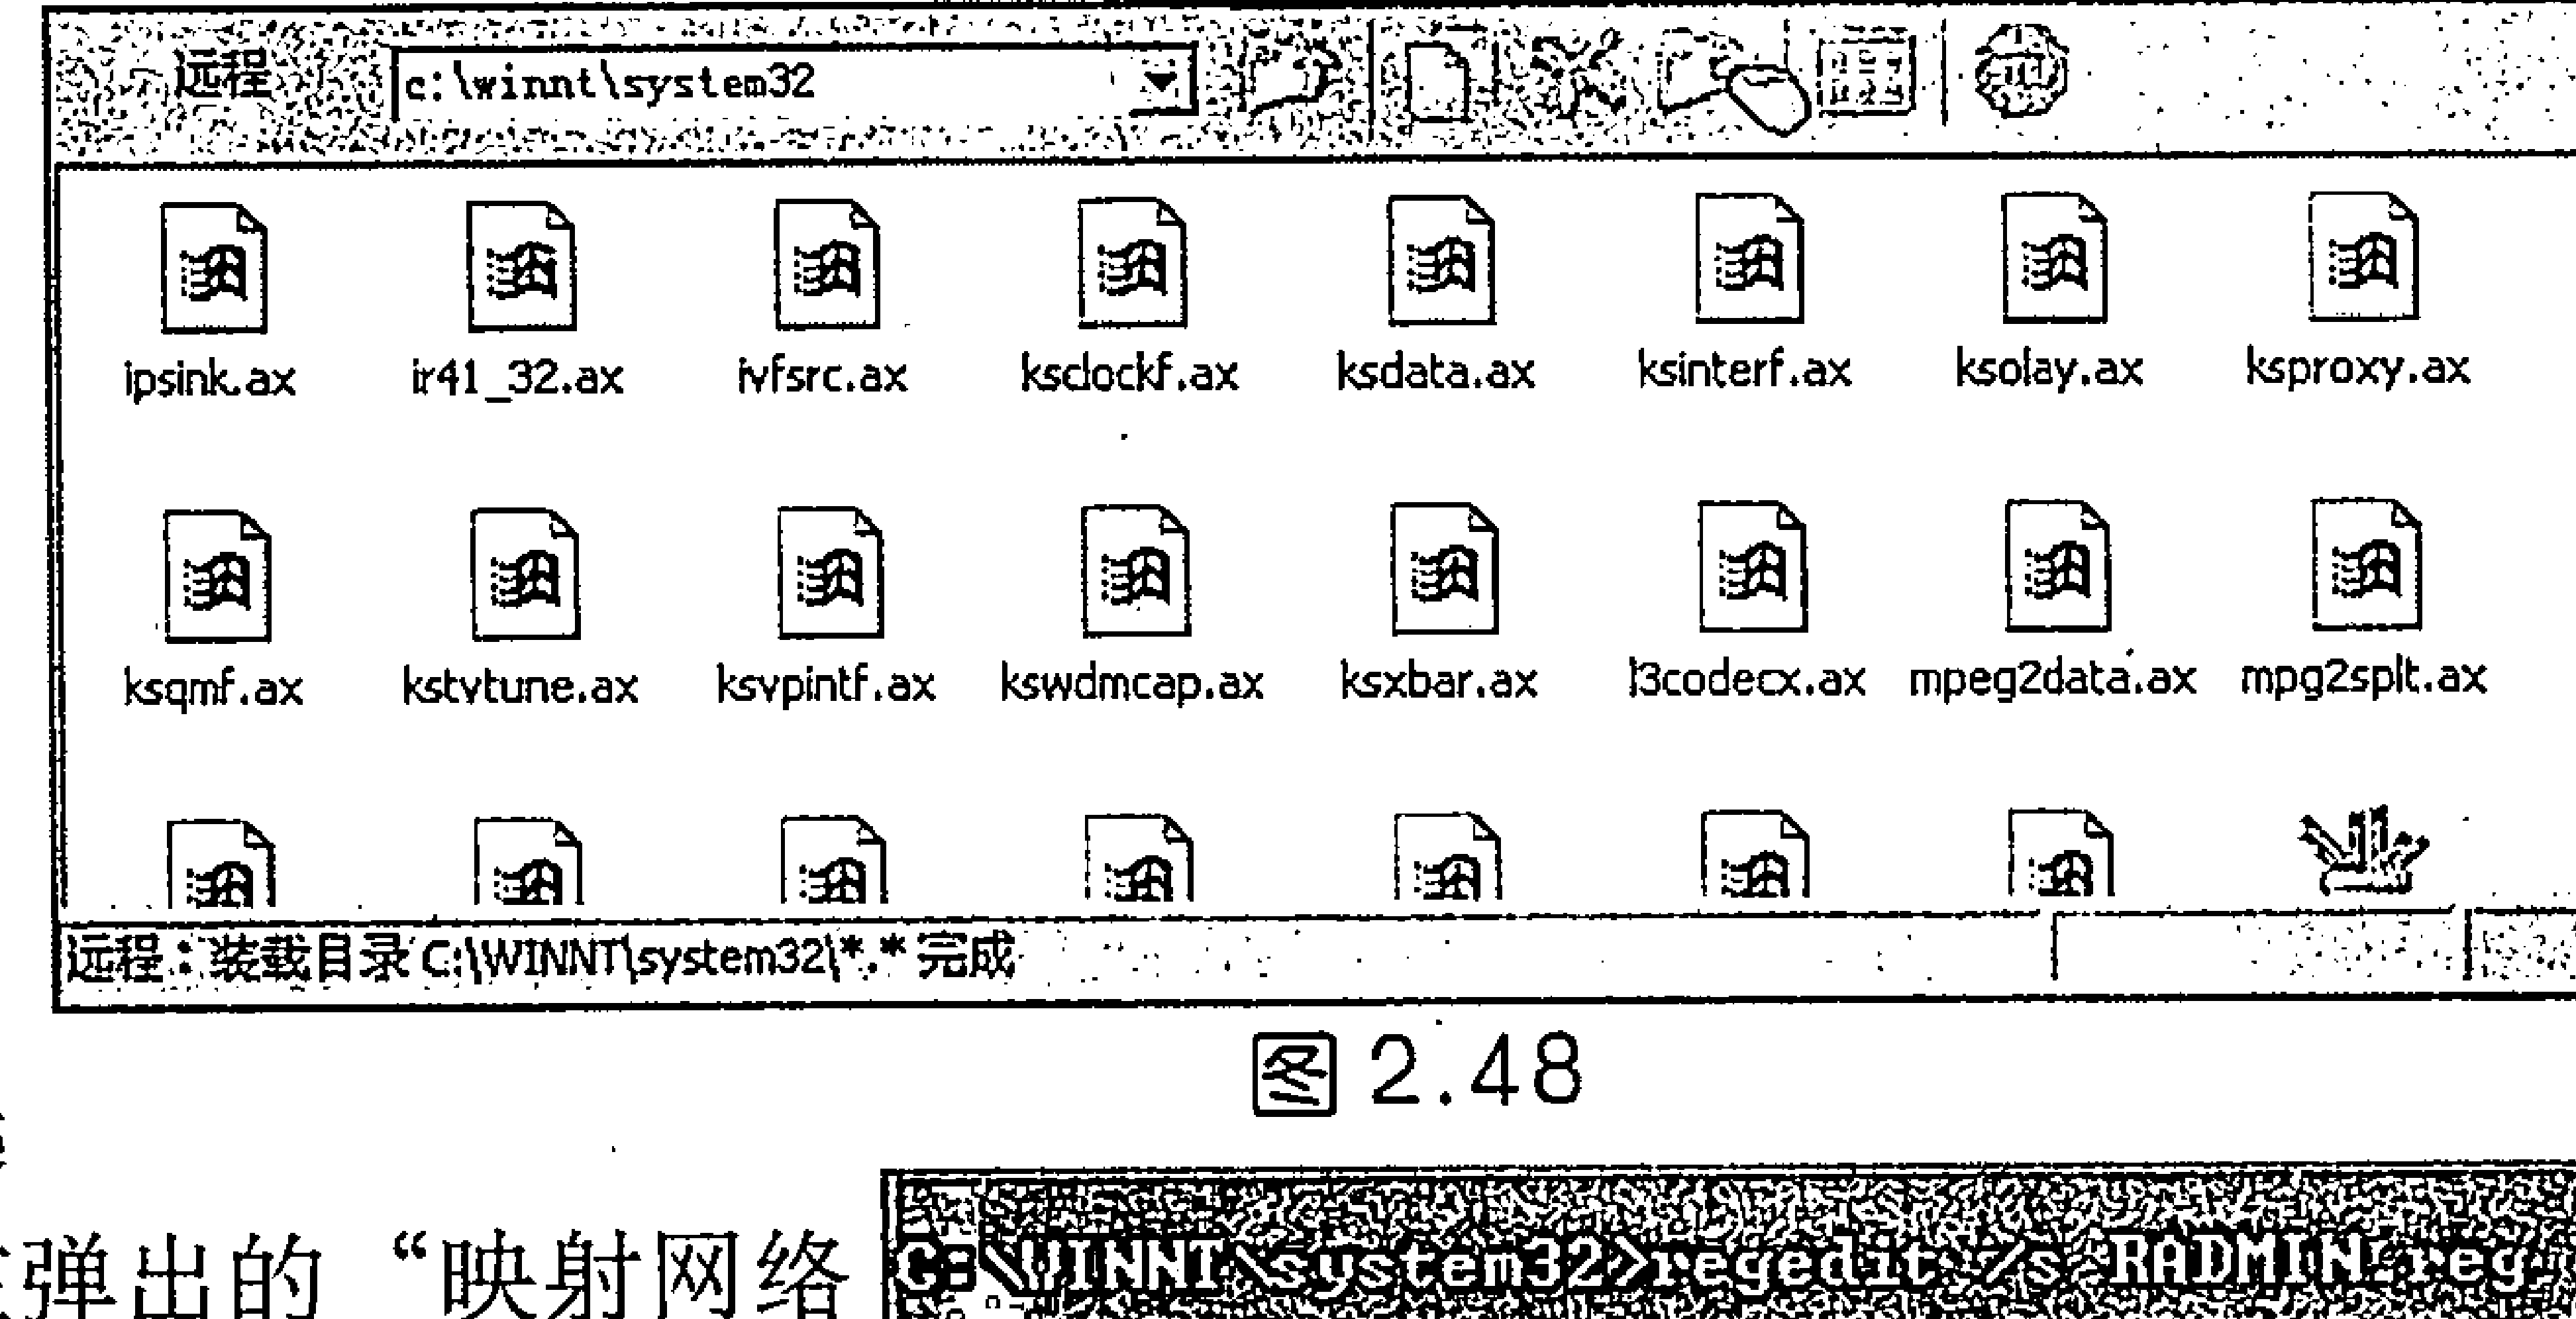 远程 c:\winnt\system32
ipsink.ax ir41_32.ax ivfsrc.ax ksclockf.ax ksdata.ax ksinterf.ax ksolay.ax ksproxy.ax
ksqmf.ax kstvtune.ax ksvpintf.ax kswdmcap.ax ksxbar.ax l3codecx.ax mpeg2data.ax mpg2splt.ax
远程：装载目录 C:\WINNT\system32\*.* 完成
图 2.48
弹出的“映射网络
C:\WINNT\system32>regedit /s RADMIN.reg